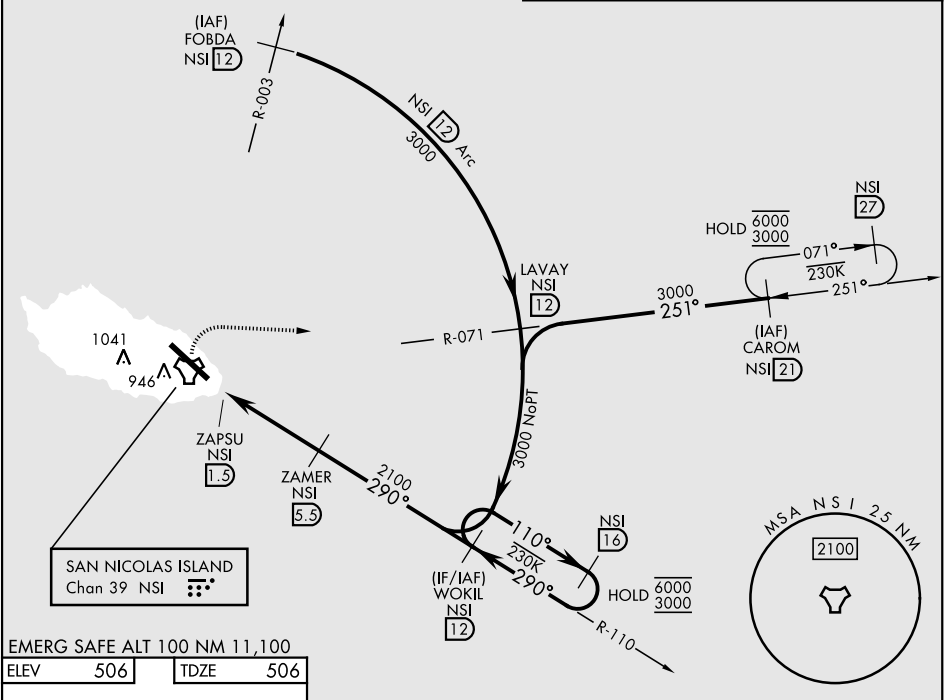 (IAF)
FOBDA
NSI 12
R-003
NSI 12 Arc
3000
NSI
27
HOLD 6000
3000
071°
230K
251°
LAVAY
NSI
12
3000
251°
R-071
(IAF)
CAROM
NSI 21
1041
946
3000 NoPT
ZAPSU
NSI
1.5
ZAMER
NSI
5.5
2100
290°
110°
230K
290°
NSI
16
HOLD 6000
3000
(IF/IAF)
WOKIL
NSI
12
R-110
MSA NSI 25 NM
2100
SAN NICOLAS ISLAND
Chan 39 NSI
EMERG SAFE ALT 100 NM 11,100
ELEV 506 TDZE 506